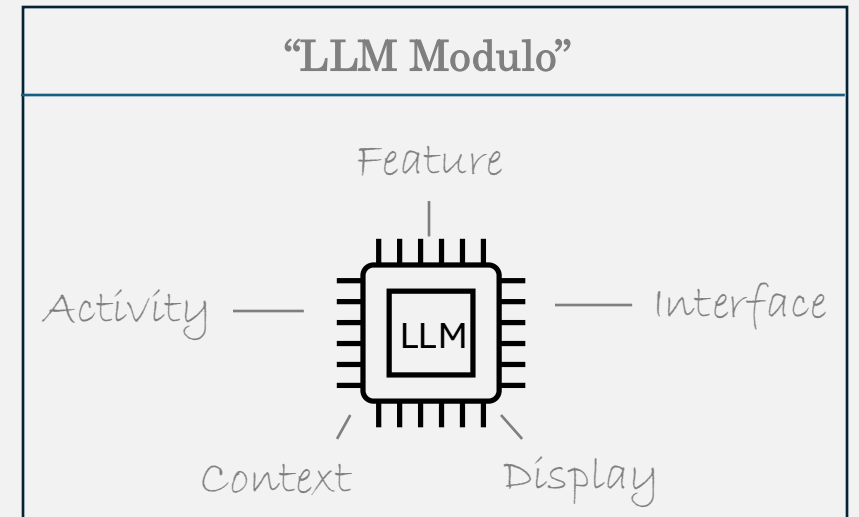 “LLM Modulo”
Feature
Activity
Interface
LLM
Context
Display